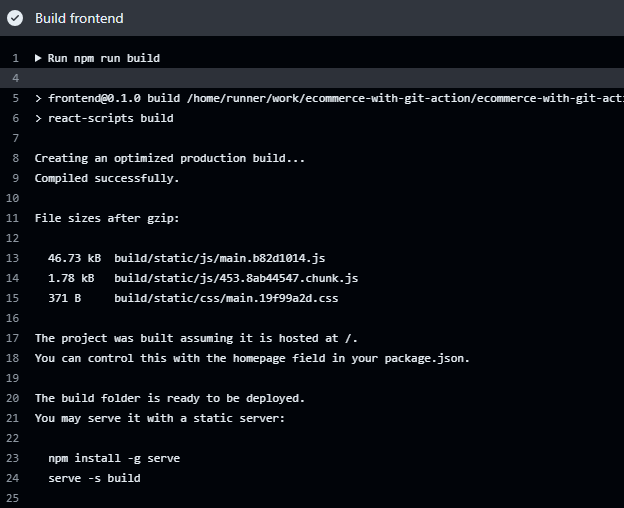 Build frontend
1 Run npm run build
4
5 > frontend@0.1.0 build /home/runner/work/ecommerce-with-git-action/ecommerce-with-git-acti
6 > react-scripts build
7
8 Creating an optimized production build...
9 Compiled successfully.
10
11 File sizes after gzip:
12
13 46.73 kB build/static/js/main.b82d1014.js
14 1.78 kB build/static/js/453.8ab44547.chunk.js
15 371 B build/static/css/main.19f99a2d.css
16
17 The project was built assuming it is hosted at /.
18 You can control this with the homepage field in your package.json.
19
20 The build folder is ready to be deployed.
21 You may serve it with a static server:
22
23 npm install -g serve
24 serve -s build
25